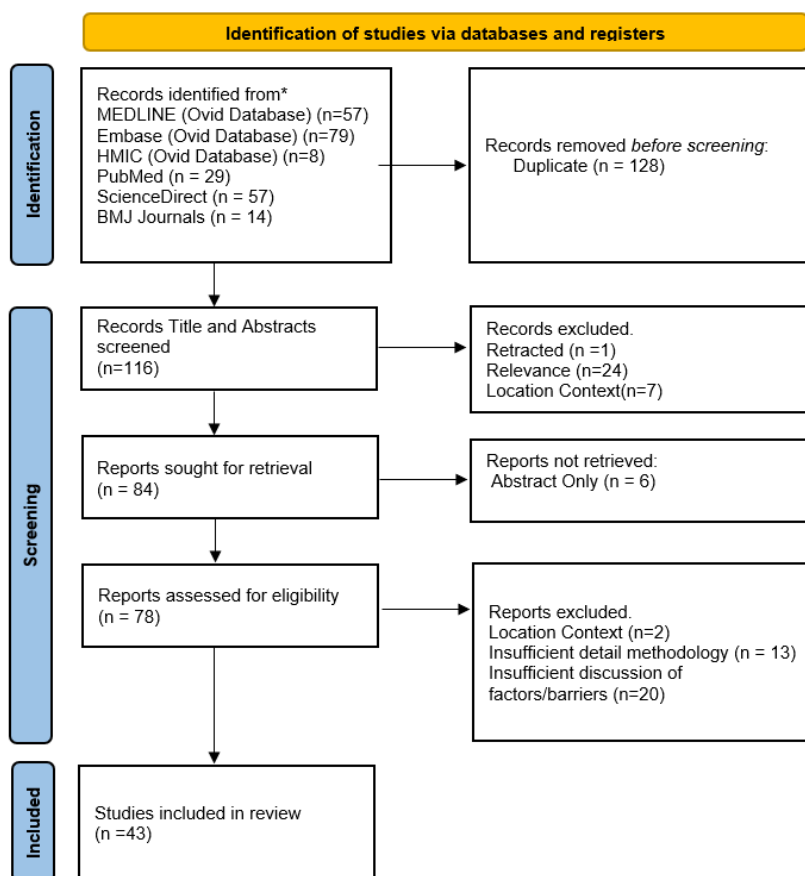 Identification of studies via databases and registers
Identification
Records identified from*
MEDLINE (Ovid Database) (n=57)
Embase (Ovid Database) (n=79)
HMIC (Ovid Database) (n=8)
PubMed (n = 29)
ScienceDirect (n = 57)
BMJ Journals (n = 14)
Records removed before screening:
Duplicate (n = 128)
Screening
Records Title and Abstracts
screened
(n=116)
Records excluded.
Retracted (n =1)
Relevance (n=24)
Location Context(n=7)
Reports sought for retrieval
(n = 84)
Reports not retrieved:
Abstract Only (n = 6)
Reports assessed for eligibility
(n = 78)
Reports excluded.
Location Context (n=2)
Insufficient detail methodology (n = 13)
Insufficient discussion of
factors/barriers (n=20)
Included
Studies included in review
(n =43)